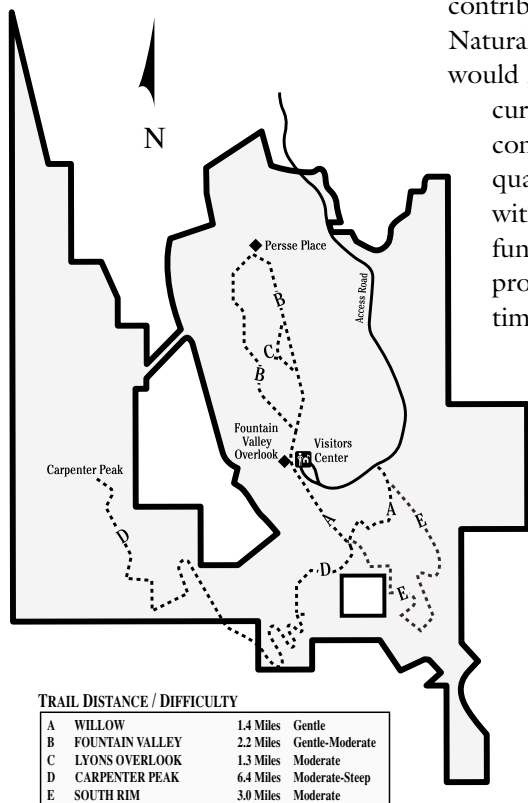 contrib
Natura
would
cur
con
qua
wit
fun
pro
tim
N
Persse Place
Access Road
B
C
B
Fountain
Valley
Overlook
Visitors
Center
Carpenter Peak
A
A
E
D
D
E
TRAIL DISTANCE / DIFFICULTY
A WILLOW 1.4 Miles Gentle
B FOUNTAIN VALLEY 2.2 Miles Gentle-Moderate
C LYONS OVERLOOK 1.3 Miles Moderate
D CARPENTER PEAK 6.4 Miles Moderate-Steep
E SOUTH RIM 3.0 Miles Moderate